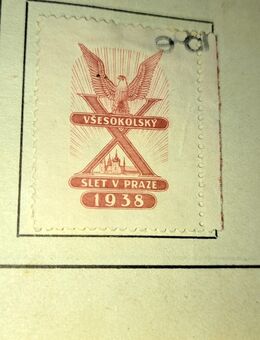 VŠESOKOLSKÝ
X
SLET V PRAZE
1938